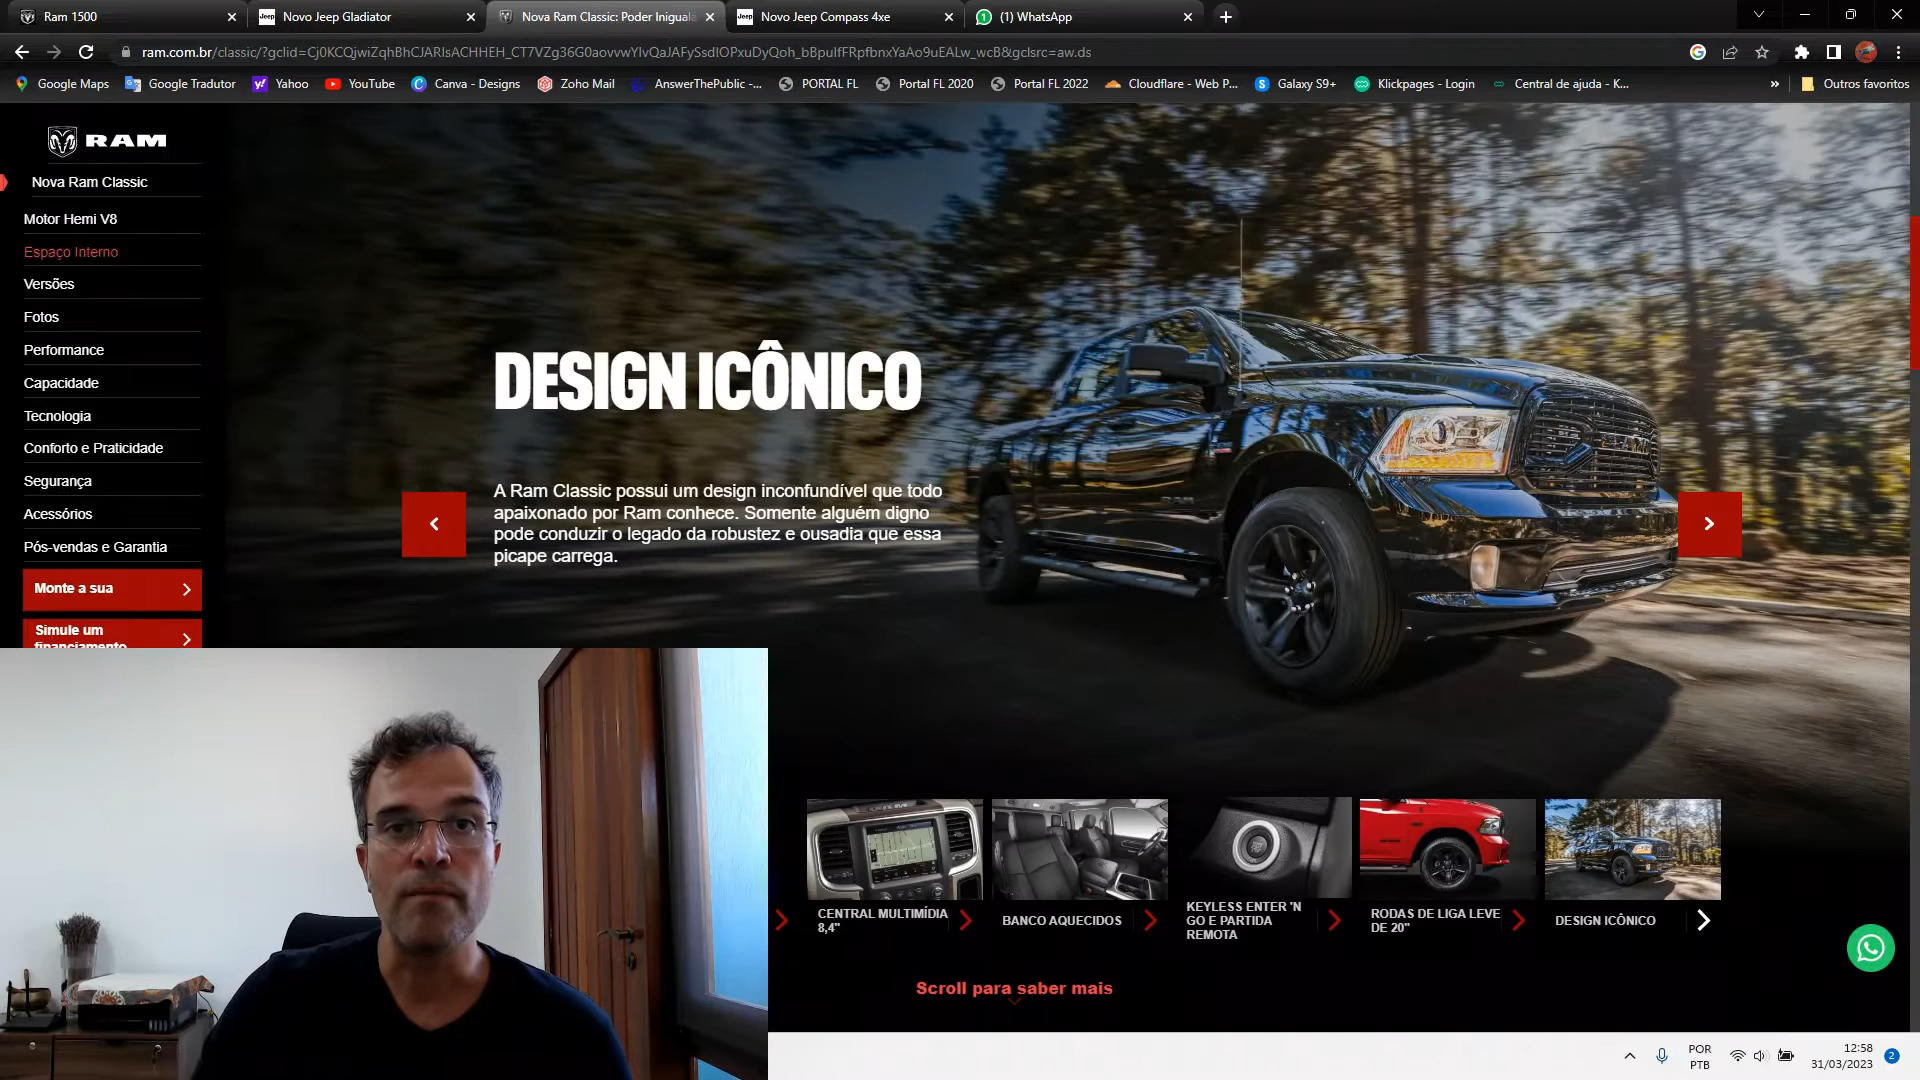 Ram 1500
Novo Jeep Gladiator
Nova Ram Classic: Poder Inigualá
Novo Jeep Compass 4xe
(1) WhatsApp
ram.com.br/classic/?gclid=Cj0KCQjwiZqhBhCJARIsACHHEH_CT7VZg36G0aovvwYIvQaJAFySsdIOPxuDyQoh_bBpuIfFRpfbnxYaAo9uEALw_wcB&gclsrc=aw.ds
Google Maps
Google Tradutor
Yahoo
YouTube
Canva - Designs
Zoho Mail
AnswerThePublic -...
PORTAL FL
Portal FL 2020
Portal FL 2022
Cloudflare - Web P...
Galaxy S9+
Klickpages - Login
Central de ajuda - K...
»
Outros favoritos
RAM
Nova Ram Classic
Motor Hemi V8
Espaço Interno
Versões
Fotos
Performance
Capacidade
Tecnologia
Conforto e Praticidade
Segurança
Acessórios
Pós-vendas e Garantia
Monte a sua
Simule um
financiamento
DESIGN ICÔNICO
A Ram Classic possui um design inconfundível que todo
apaixonado por Ram conhece. Somente alguém digno
pode conduzir o legado da robustez e ousadia que essa
picape carrega.
CENTRAL MULTIMÍDIA
8,4"
BANCO AQUECIDOS
KEYLESS ENTER 'N
GO E PARTIDA
REMOTA
RODAS DE LIGA LEVE
DE 20"
DESIGN ICÔNICO
Scroll para saber mais
POR
PTB
12:58
31/03/2023
2